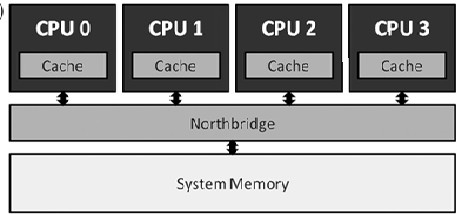 CPU 0 CPU 1 CPU 2 CPU 3
Cache Cache Cache Cache
Northbridge
System Memory